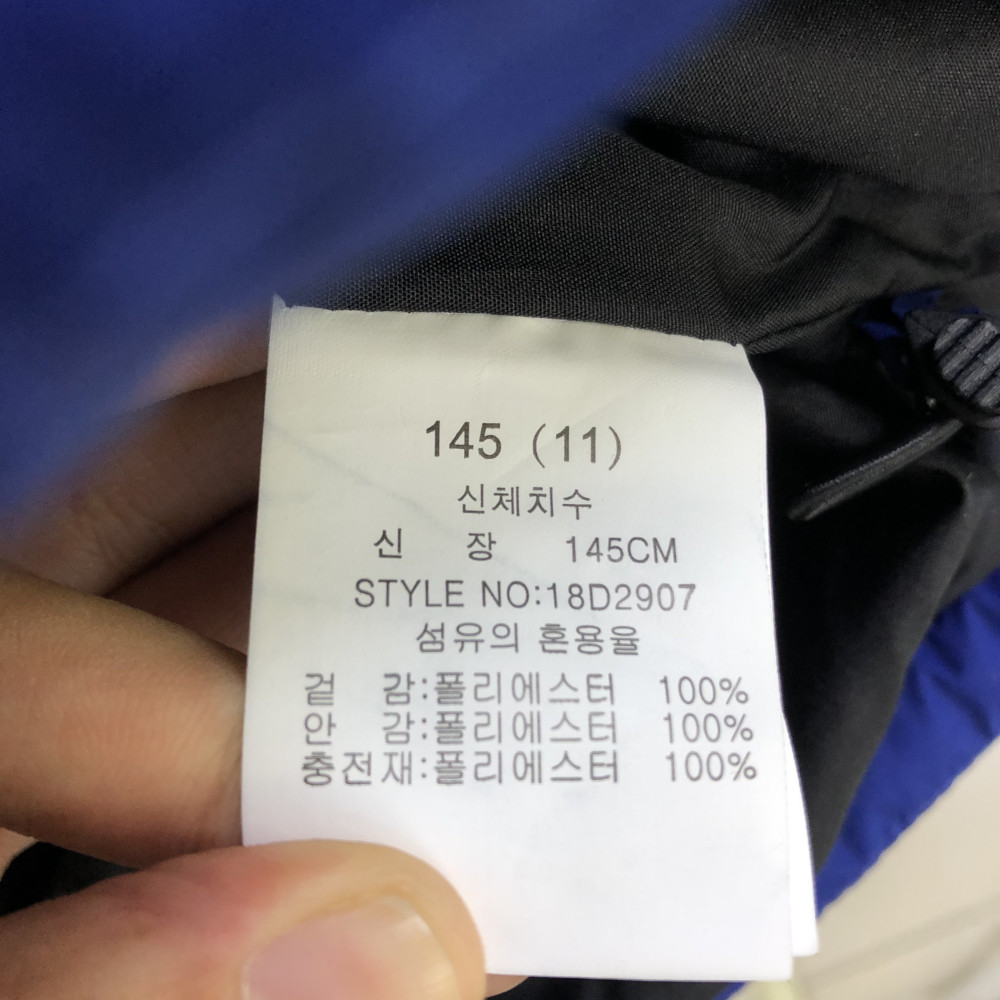 145 (11)
신체치수
신 장 145CM
STYLE NO:18D2907
섬유의 혼용율
겉 감:폴리에스터 100%
안 감:폴리에스터 100%
충전재:폴리에스터 100%